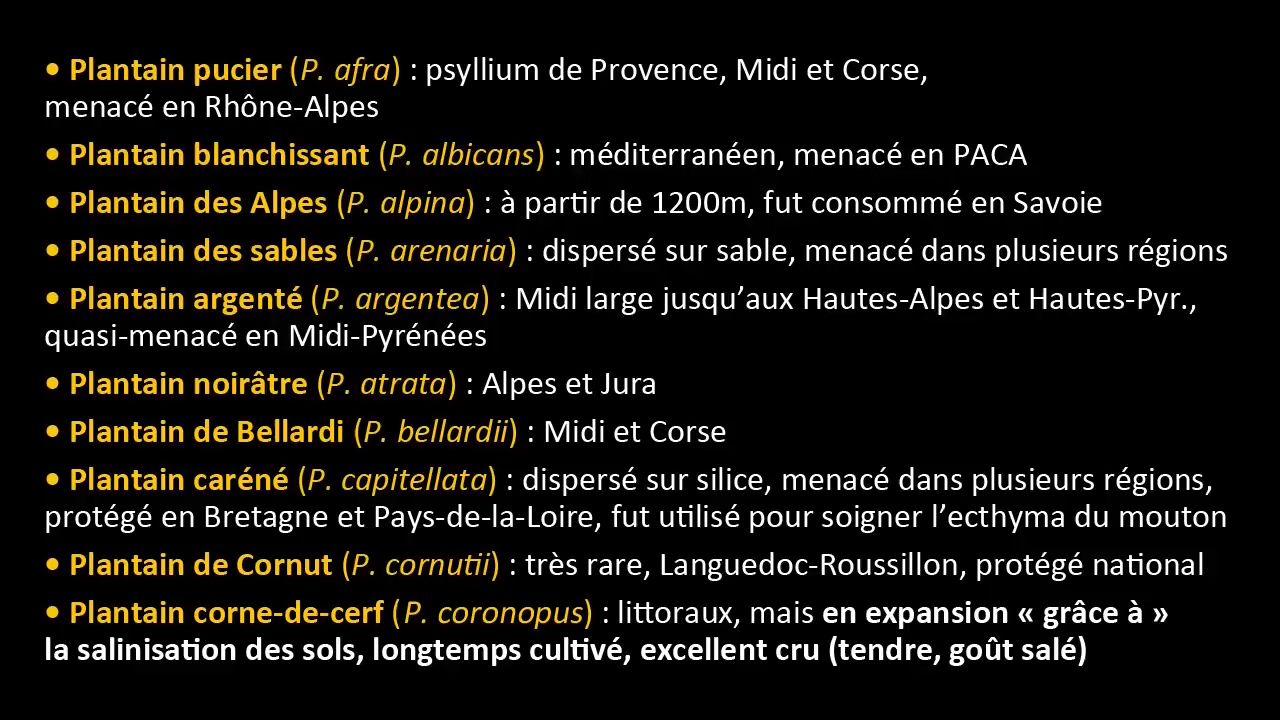 • Plantain pucier (P. afra) : psyllium de Provence, Midi et Corse,
menacé en Rhône-Alpes
• Plantain blanchissant (P. albicans) : méditerranéen, menacé en PACA
• Plantain des Alpes (P. alpina) : à partir de 1200m, fut consommé en Savoie
• Plantain des sables (P. arenaria) : dispersé sur sable, menacé dans plusieurs régions
• Plantain argenté (P. argentea) : Midi large jusqu’aux Hautes-Alpes et Hautes-Pyr.,
quasi-menacé en Midi-Pyrénées
• Plantain noirâtre (P. atrata) : Alpes et Jura
• Plantain de Bellardi (P. bellardii) : Midi et Corse
• Plantain caréné (P. capitellata) : dispersé sur silice, menacé dans plusieurs régions,
protégé en Bretagne et Pays-de-la-Loire, fut utilisé pour soigner l’ecthyma du mouton
• Plantain de Cornut (P. cornutii) : très rare, Languedoc-Roussillon, protégé national
• Plantain corne-de-cerf (P. coronopus) : littoraux, mais en expansion « grâce à »
la salinisation des sols, longtemps cultivé, excellent cru (tendre, goût salé)